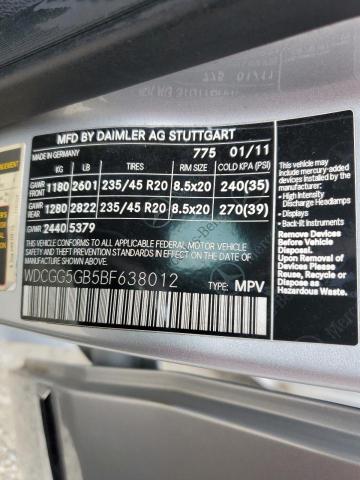 775 01/11
MFD BY DAIMLER AG STUTTGART
MADE IN GERMANY 775 01/11
KG LB TIRES RIM SIZE COLD KPA (PSI)
GAWR FRONT 1180 2601 235/45 R20 8.5x20 240(35)
GAWR REAR 1280 2822 235/45 R20 8.5x20 270(39)
GVWR 2440 5379
THIS VEHICLE CONFORMS TO ALL APPLICABLE FEDERAL MOTOR VEHICLE
SAFETY STANDARDS IN EFFECT ON THE DATE OF MANUFACTURE SHOWN ABOVE
WDCGG5GB5BF638012 TYPE: MPV
This vehicle may
include mercury-added
devices installed by
the manufacturer:
• High Intensity
Discharge Headlamps
• Displays
• Back-lit Instruments
Remove Devices
Before Vehicle
Disposal. Upon
Removal of Devices
Please Reuse,
Recycle or Dispose as
Hazardous Waste.